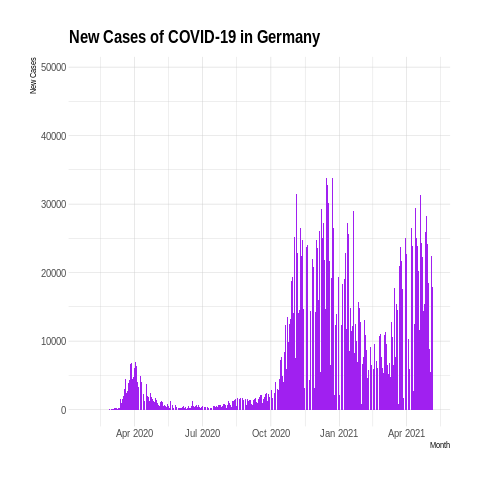 New Cases of COVID-19 in Germany
New Cases
50000
40000
30000
20000
10000
0
Apr 2020 Jul 2020 Oct 2020 Jan 2021 Apr 2021
Month